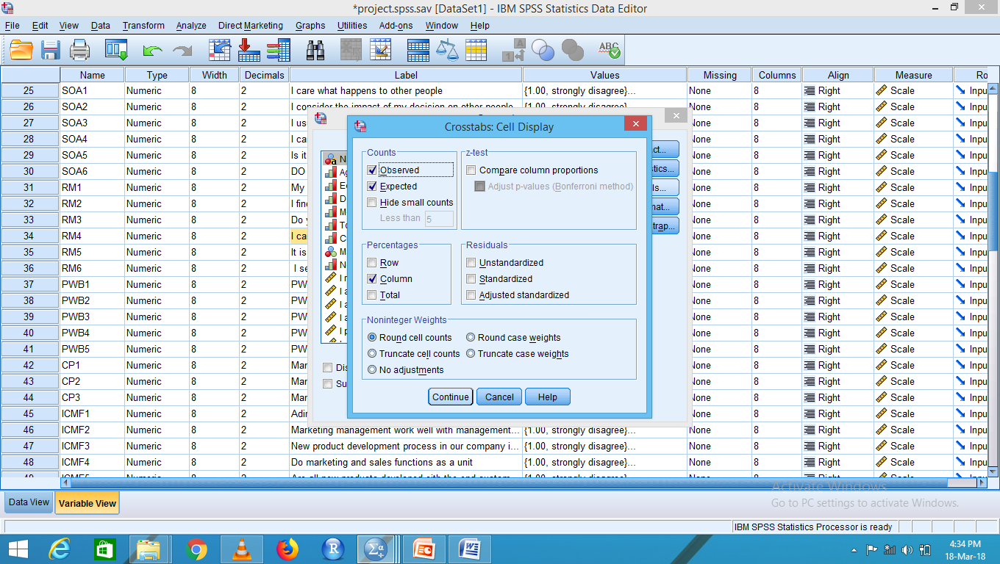 *project.spss.sav [DataSet1] - IBM SPSS Statistics Data Editor
File Edit View Data Transform Analyze Direct Marketing Graphs Utilities Add-ons Window Help
Name Type Width Decimals Label Values Missing Columns Align Measure Ro
25 SOA1 Numeric 8 2 I care what happens to other people {1.00, strongly disagree}... None 8 Right Scale Inpu
26 SOA2 Numeric 8 2 I consider the impact of my decision on other people {1.00, strongly disagree}... None 8 Right Scale Inpu
27 SOA3 Numeric 8 2 I us None 8 Right Scale Inpu
28 SOA4 Numeric 8 2 I ca None 8 Right Scale Inpu
29 SOA5 Numeric 8 2 Is it None 8 Right Scale Inpu
30 SOA6 Numeric 8 2 DO None 8 Right Scale Inpu
31 RM1 Numeric 8 2 My None 8 Right Scale Inpu
32 RM2 Numeric 8 2 I fin None 8 Right Scale Inpu
33 RM3 Numeric 8 2 Do y None 8 Right Scale Inpu
34 RM4 Numeric 8 2 I ca None 8 Right Scale Inpu
35 RM5 Numeric 8 2 It is None 8 Right Scale Inpu
36 RM6 Numeric 8 2 I se None 8 Right Scale Inpu
37 PWB1 Numeric 8 2 PW None 8 Right Scale Inpu
38 PWB2 Numeric 8 2 PW None 8 Right Scale Inpu
39 PWB3 Numeric 8 2 PW None 8 Right Scale Inpu
40 PWB4 Numeric 8 2 PW None 8 Right Scale Inpu
41 PWB5 Numeric 8 2 PW None 8 Right Scale Inpu
42 CP1 Numeric 8 2 Mar None 8 Right Scale Inpu
43 CP2 Numeric 8 2 Mar None 8 Right Scale Inpu
44 CP3 Numeric 8 2 Mar None 8 Right Scale Inpu
45 ICMF1 Numeric 8 2 Adi None 8 Right Scale Inpu
46 ICMF2 Numeric 8 2 Marketing management work well with management... {1.00, strongly disagree}... None 8 Right Scale Inpu
47 ICMF3 Numeric 8 2 New product development process in our company i... {1.00, strongly disagree}... None 8 Right Scale Inpu
48 ICMF4 Numeric 8 2 Do marketing and sales functions as a unit {1.00, strongly disagree}... None 8 Right Scale Inpu
Crosstabs: Cell Display
Counts
Observed
Expected
Hide small counts
Less than 5
z-test
Compare column proportions
Adjust p-values (Bonferroni method)
Percentages
Row
Column
Total
Residuals
Unstandardized
Standardized
Adjusted standardized
Noninteger Weights
Round cell counts Round case weights
Truncate cell counts Truncate case weights
No adjustments
Continue Cancel Help
Activate Windows
Go to PC settings to activate Windows.
Data View Variable View
IBM SPSS Statistics Processor is ready
4:34 PM
18-Mar-18